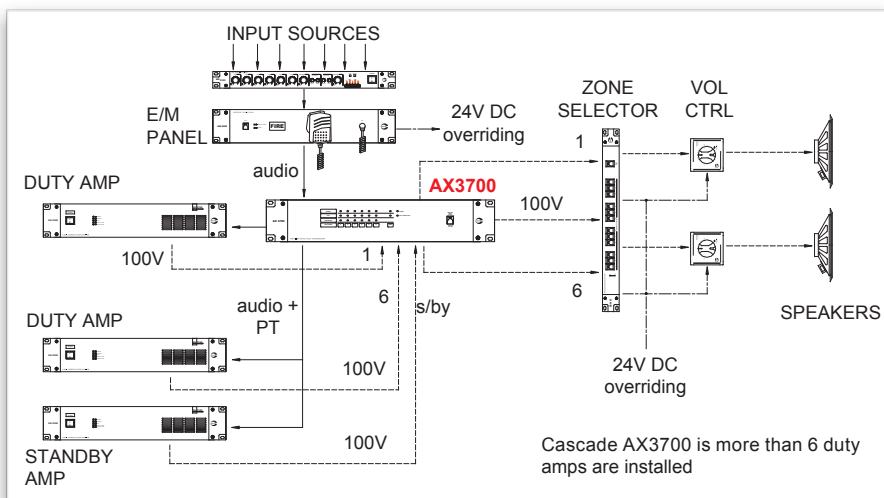 INPUT SOURCES
E/M
PANEL
FIRE
24V DC
overriding
ZONE
SELECTOR
VOL
CTRL
1
audio
AX3700
DUTY AMP
100V
100V
1
6
6
s/by
audio +
PT
SPEAKERS
DUTY AMP
100V
24V DC
overriding
100V
STANDBY
AMP
Cascade AX3700 is more than 6 duty
amps are installed